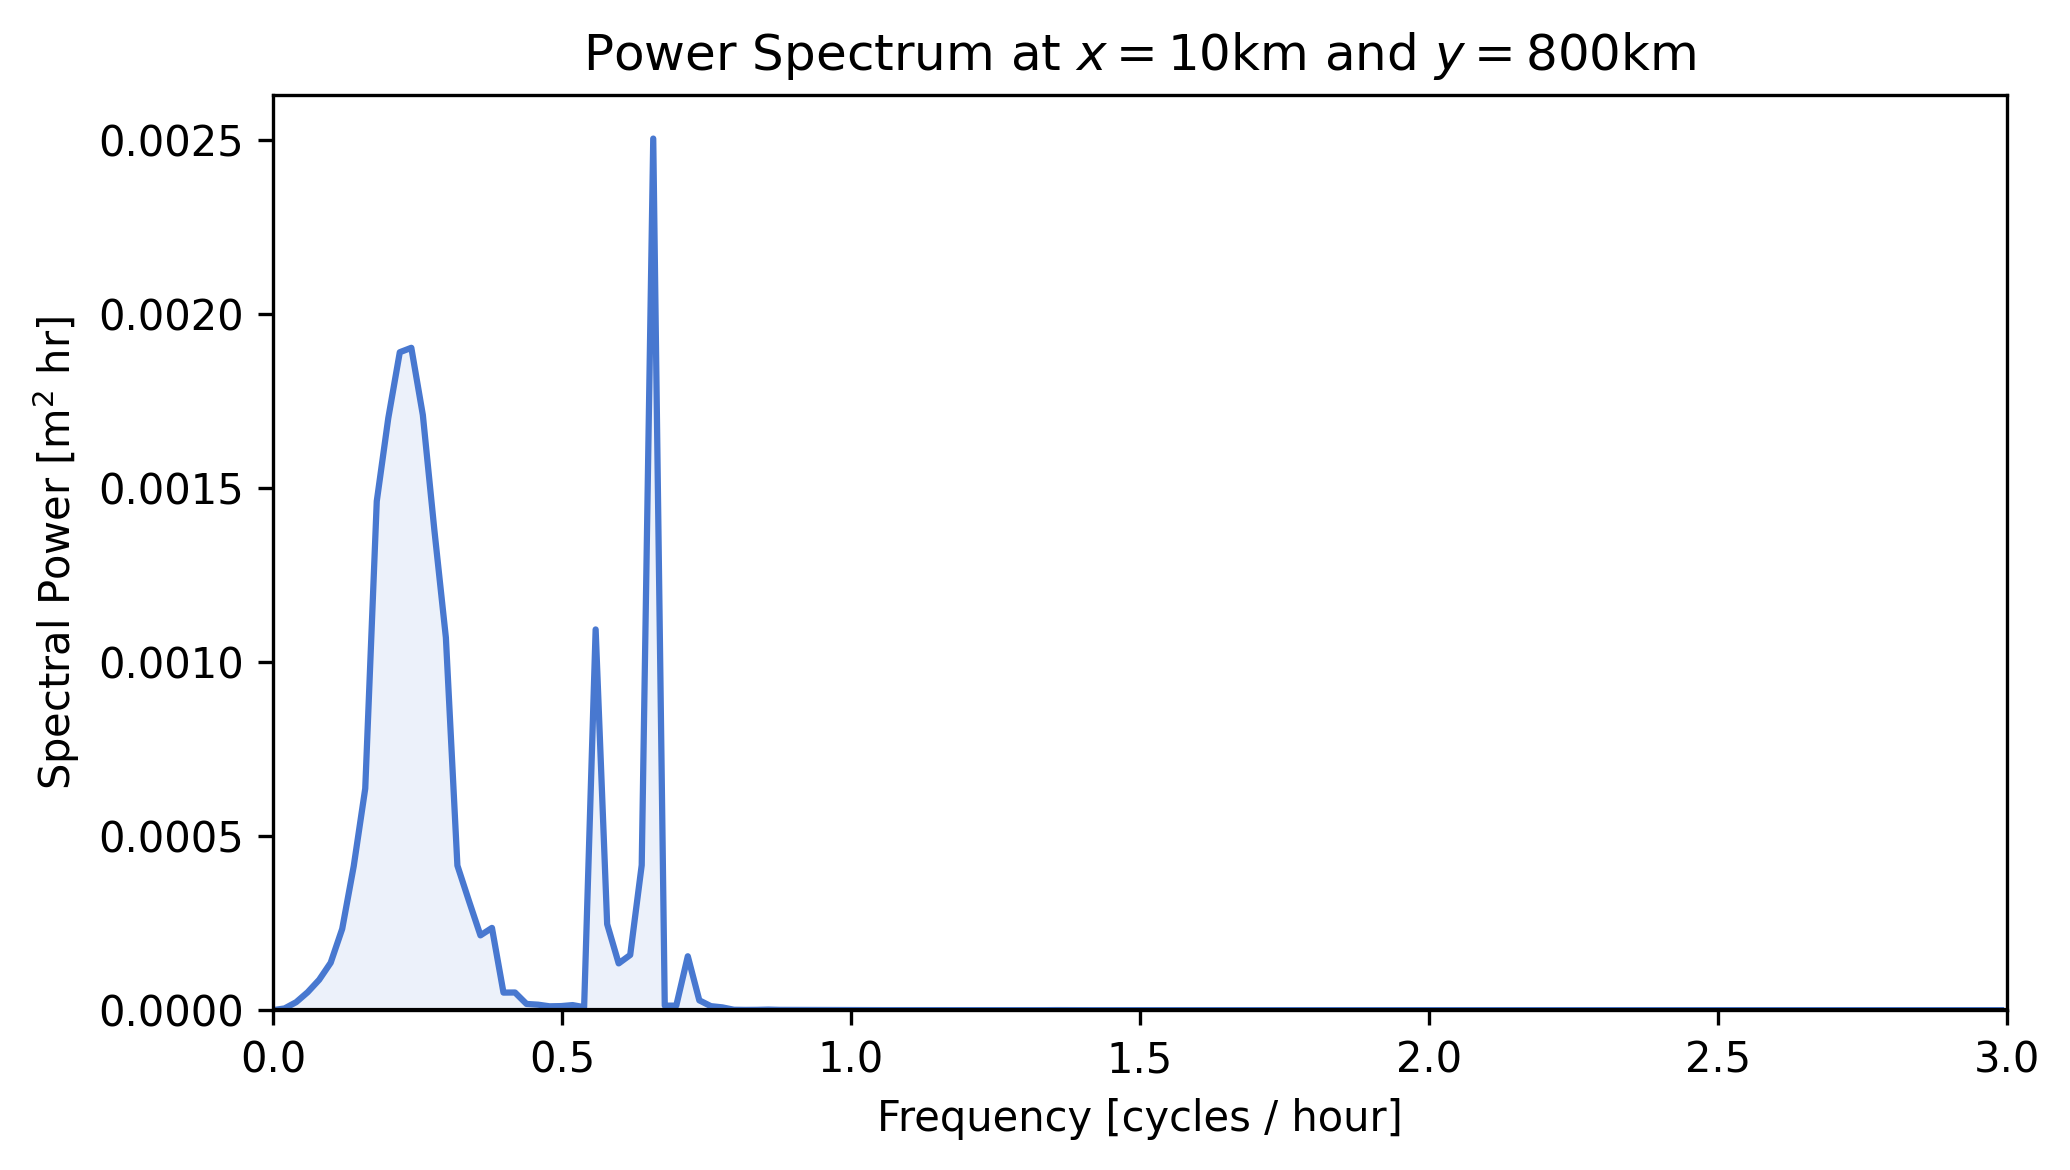 Power Spectrum at x = 10km and y = 800km
0.0025
0.0020
0.0015
0.0010
0.0005
0.0000
Spectral Power [m² hr]
0.0 0.5 1.0 1.5 2.0 2.5 3.0
Frequency [cycles / hour]